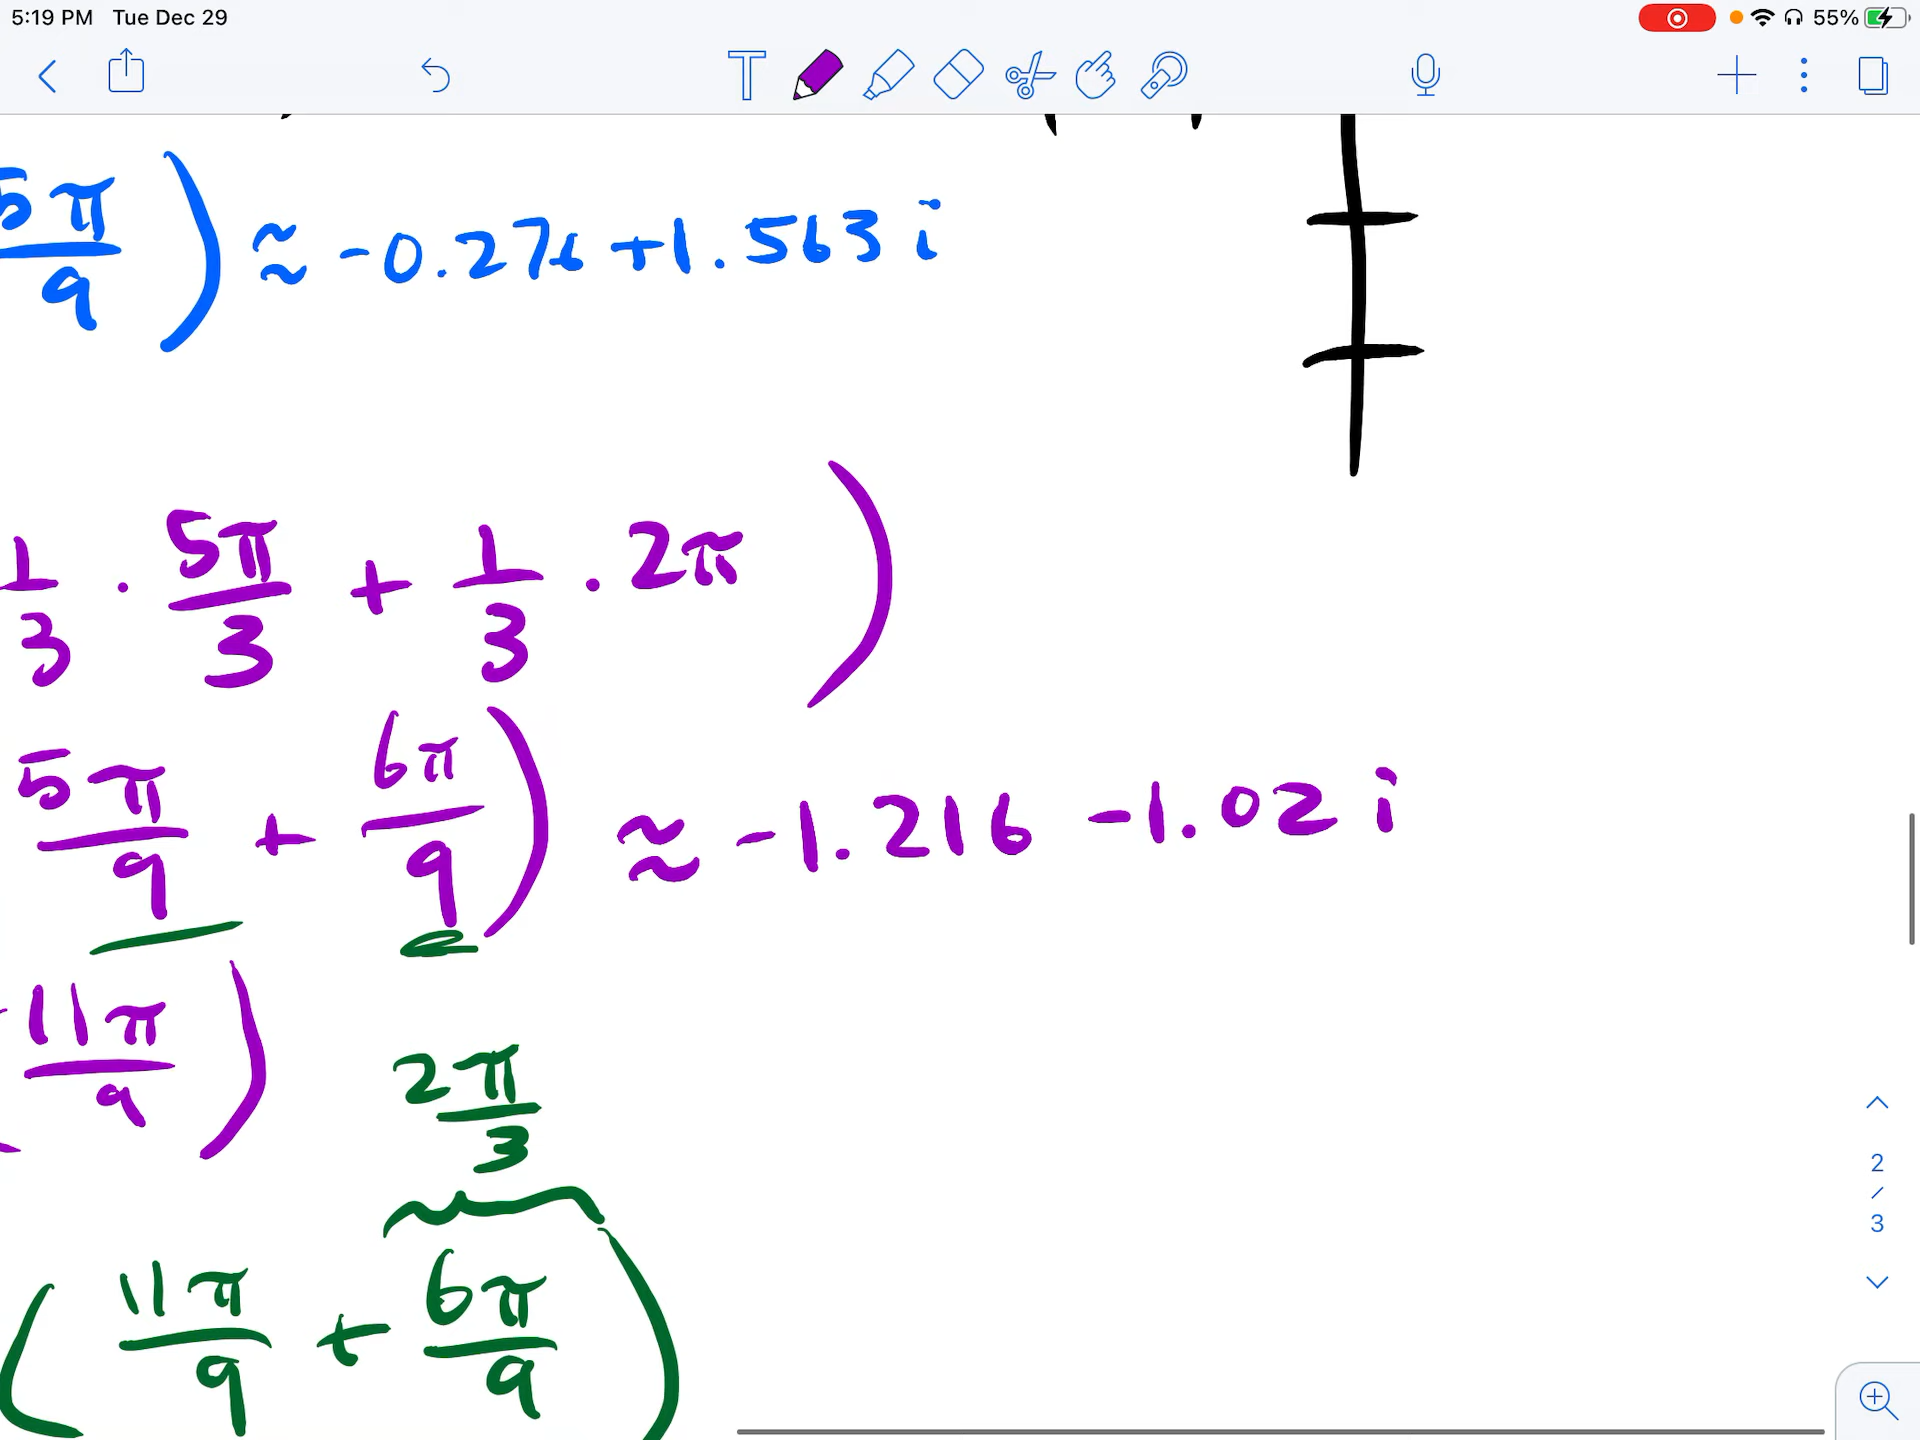 5:19 PM Tue Dec 29
55%
T
5π/9 ) ≈ -0.276 +1.563 i
1/3 · 5π/3 + 1/3 · 2π )
5π/9 + 6π/9 ) ≈ -1.216 -1.02 i
11π/9 )
2π/3
( 11π/9 + 6π/9 )
2
/
3